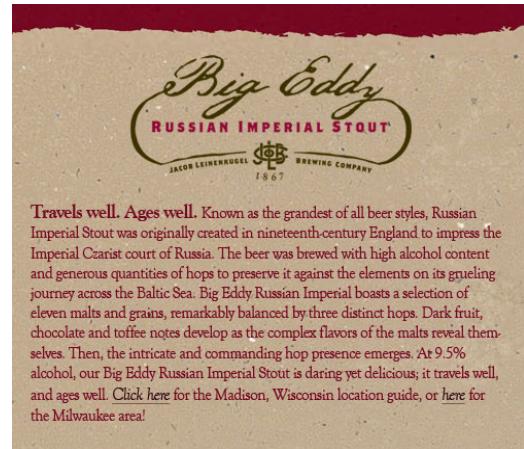 Big Eddy
RUSSIAN IMPERIAL STOUT
JACOB LEINENKUGEL JLBC BREWING COMPANY
1867
Travels well. Ages well. Known as the grandest of all beer styles, Russian
Imperial Stout was originally created in nineteenth-century England to impress the
Imperial Czarist court of Russia. The beer was brewed with high alcohol content
and generous quantities of hops to preserve it against the elements on its grueling
journey across the Baltic Sea. Big Eddy Russian Imperial boasts a selection of
eleven malts and grains, remarkably balanced by three distinct hops. Dark fruit,
chocolate and toffee notes develop as the complex flavors of the malts reveal them-
selves. Then, the intricate and commanding hop presence emerges. At 9.5%
alcohol, our Big Eddy Russian Imperial Stout is daring yet delicious; it travels well,
and ages well. Click here for the Madison, Wisconsin location guide, or here for
the Milwaukee area!